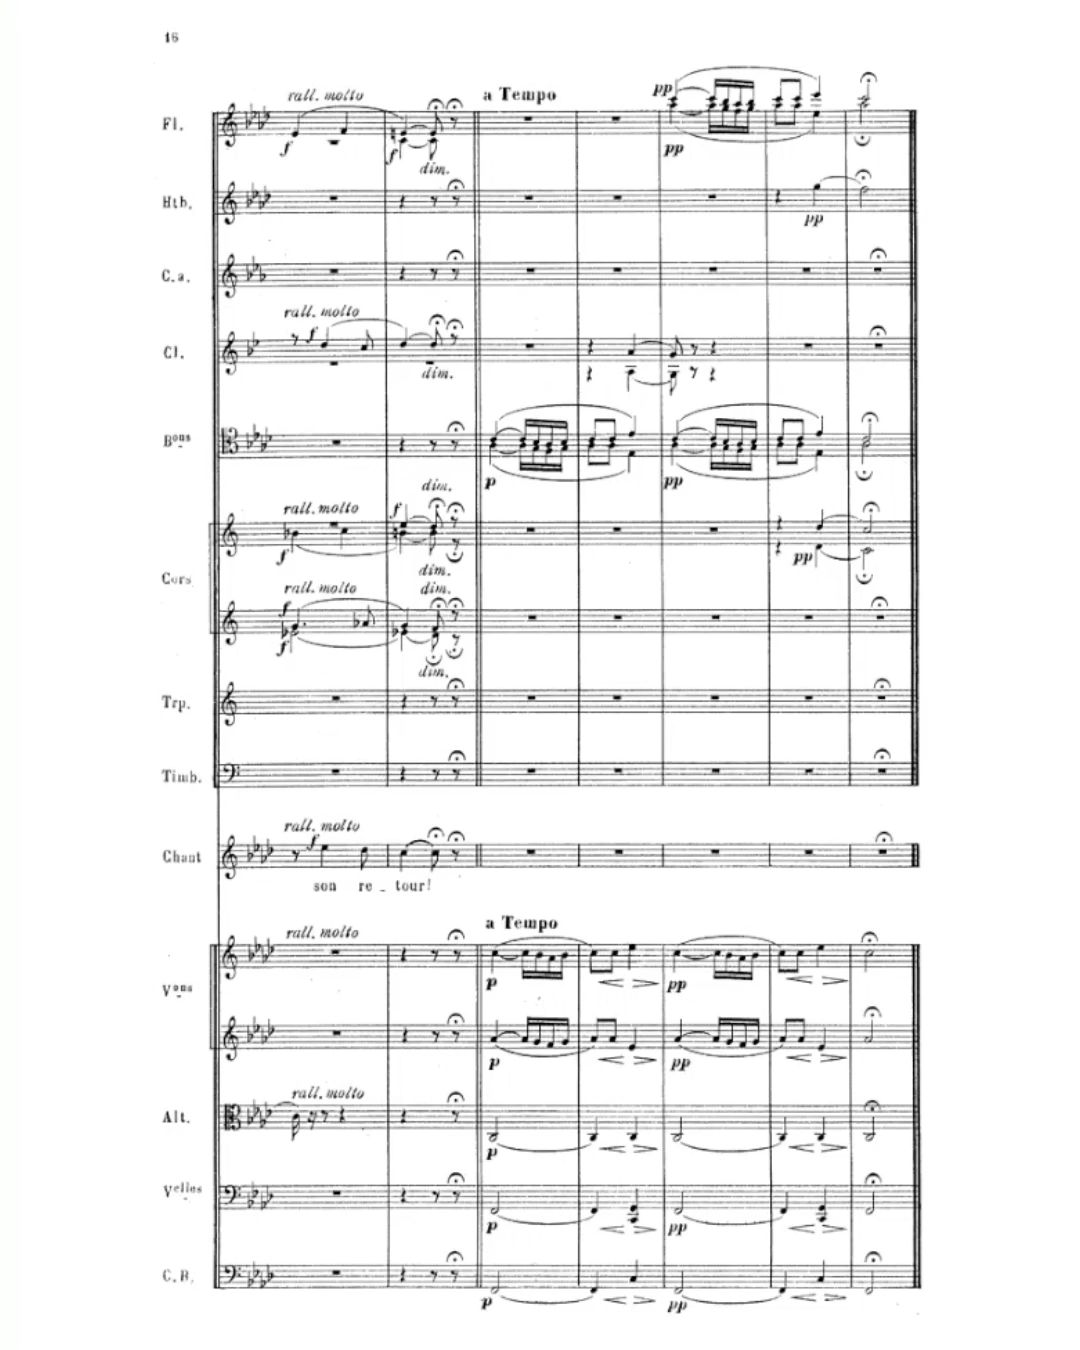 16
rall. molto
a Tempo
pp
Fl.
f
f
pp
dim.
Htb.
pp
C.a.
rall. molto
f
Cl.
dim.
Bons
p
pp
dim.
rall. molto
f
f
pp
dim.
Cors
rall. molto
dim.
f
f
dim.
Trp.
Timb.
rall. molto
f
Chant
son re - tour!
a Tempo
rall. molto
p
pp
Vons
p
pp
rall. molto
Alt.
p
Velles
p
pp
C.B.
p
pp